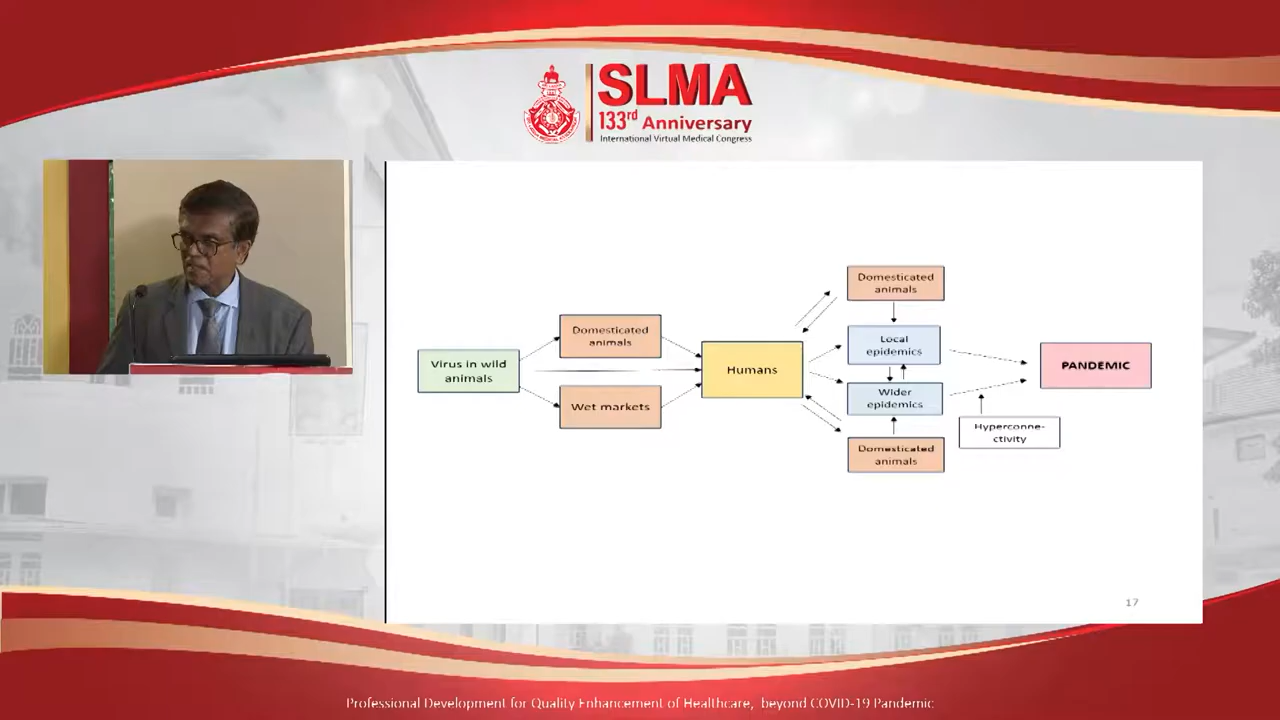 SLMA
133rd Anniversary
International Virtual Medical Congress
Domesticated
animals
Domesticated
animals
Local
epidemics
Virus in wild
animals
Humans
PANDEMIC
Wet markets
Wider
epidemics
Hyperconne-
ctivity
Domesticated
animals
17
Professional Development for Quality Enhancement of Healthcare, beyond COVID-19 Pandemic